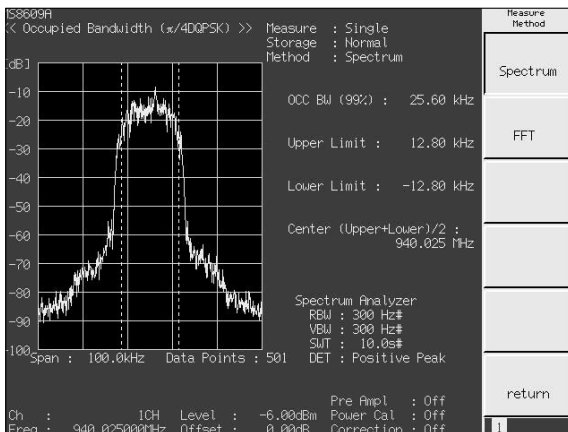 MS8609A
<< Occupied Bandwidth (π/4DQPSK) >>
Measure : Single
Storage : Normal
Method : Spectrum
[dB]
-10
-20
-30
-40
-50
-60
-70
-80
-90
-100
OCC BW (99%) : 25.60 kHz
Upper Limit : 12.80 kHz
Lower Limit : -12.80 kHz
Center (Upper+Lower)/2 :
940.025 MHz
Spectrum Analyzer
RBW : 300 Hz#
VBW : 300 Hz#
SWT : 10.0s#
DET : Positive Peak
Span : 100.0kHz Data Points : 501
Pre Ampl : Off
Ch : 1CH Level : -6.00dBm Power Cal : Off
Freq : 940.025000MHz Offset : 0.00dB Correction : Off
Measure
Method
Spectrum
FFT
return
1